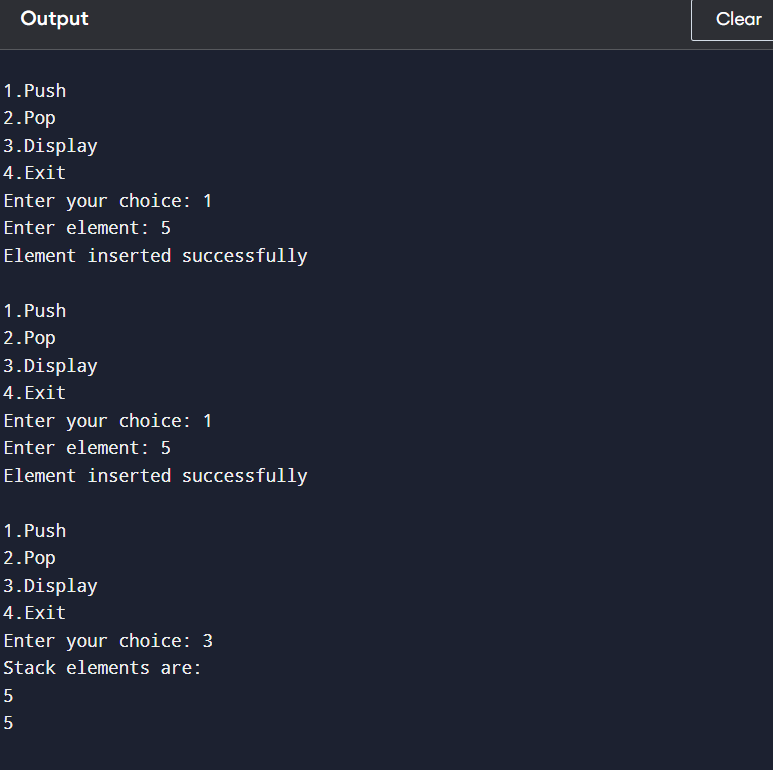 Output
Clear
1.Push
2.Pop
3.Display
4.Exit
Enter your choice: 1
Enter element: 5
Element inserted successfully
1.Push
2.Pop
3.Display
4.Exit
Enter your choice: 1
Enter element: 5
Element inserted successfully
1.Push
2.Pop
3.Display
4.Exit
Enter your choice: 3
Stack elements are:
5
5